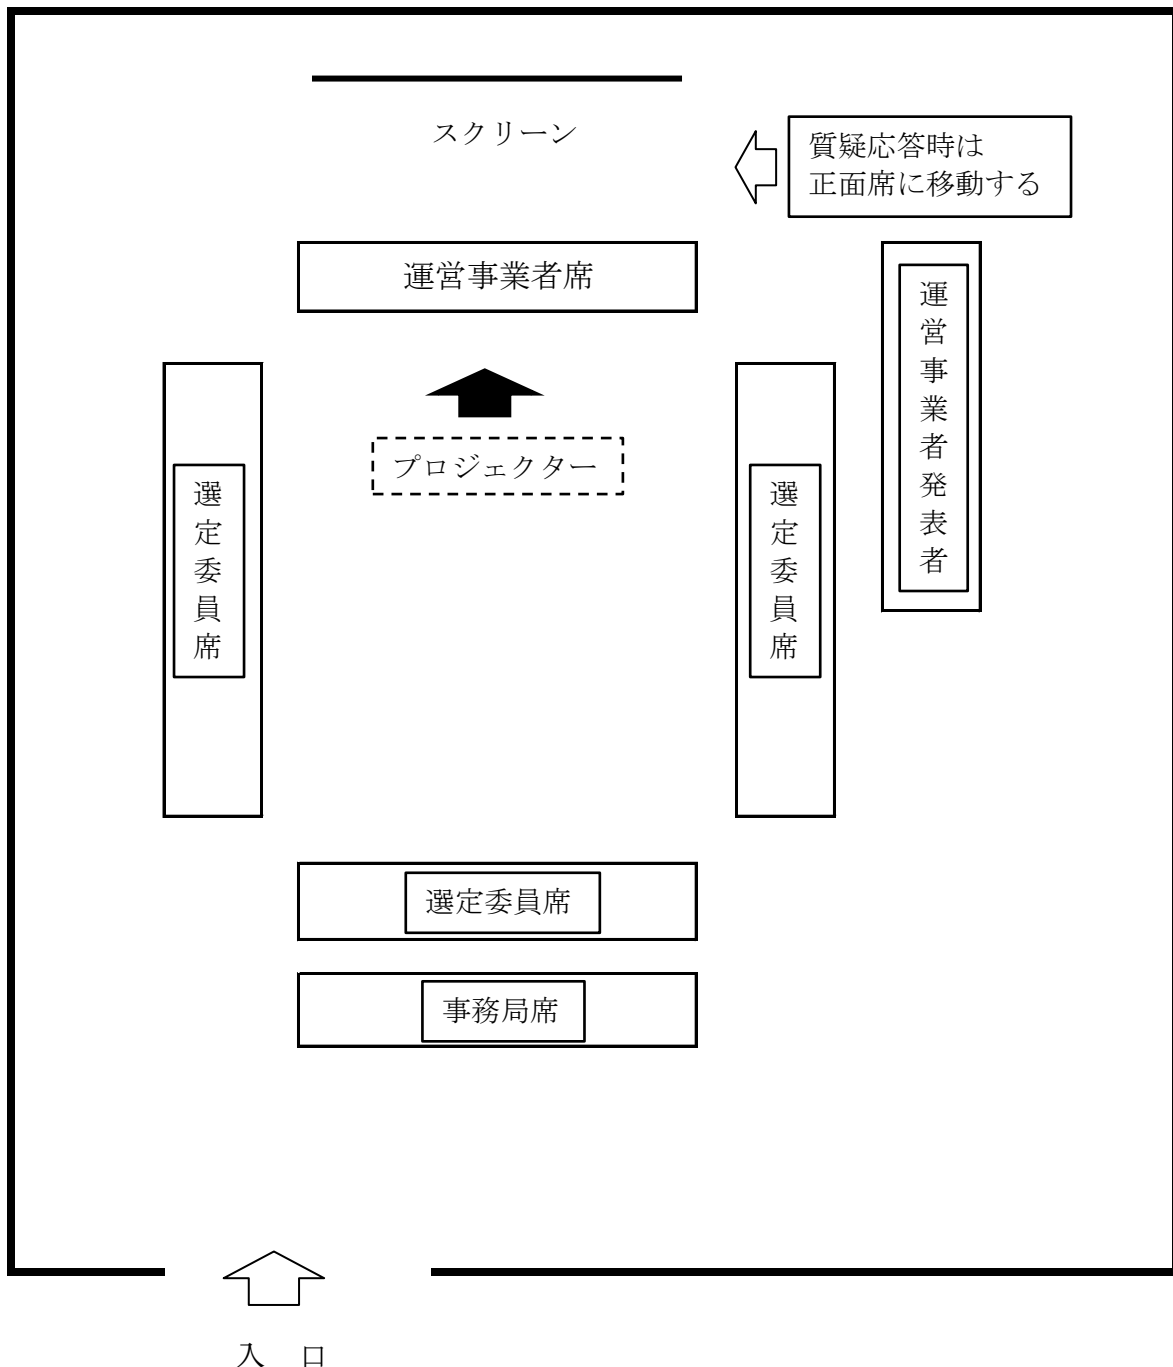 スクリーン
質疑応答時は
正面席に移動する
運営事業者席
運営事業者発表者
プロジェクター
選定委員席
選定委員席
選定委員席
事務局席
入 口